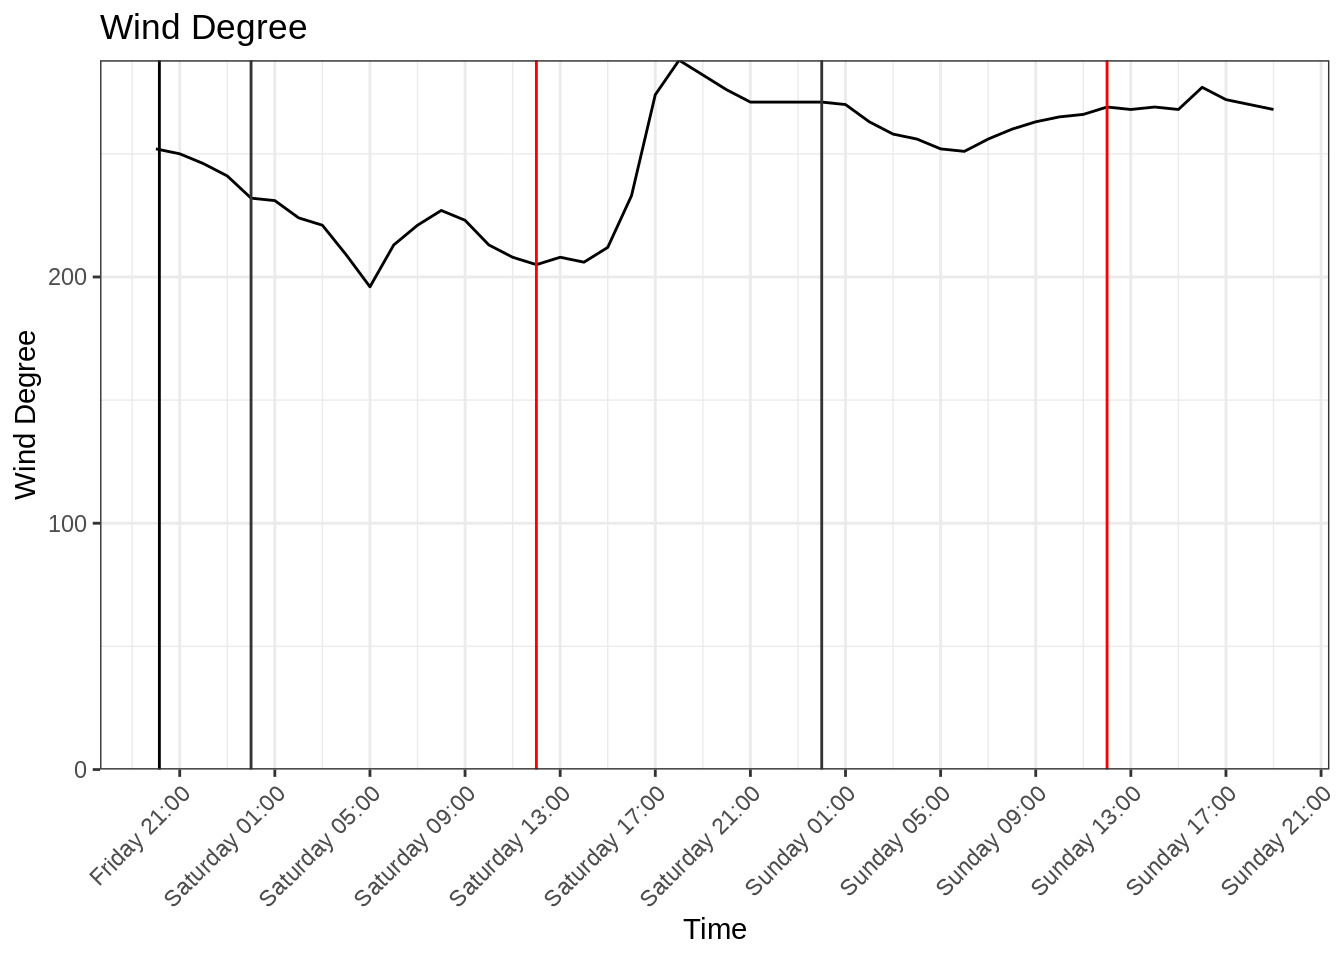 Wind Degree
Wind Degree
200
100
0
Friday 21:00
Saturday 01:00
Saturday 05:00
Saturday 09:00
Saturday 13:00
Saturday 17:00
Saturday 21:00
Sunday 01:00
Sunday 05:00
Sunday 09:00
Sunday 13:00
Sunday 17:00
Sunday 21:00
Time